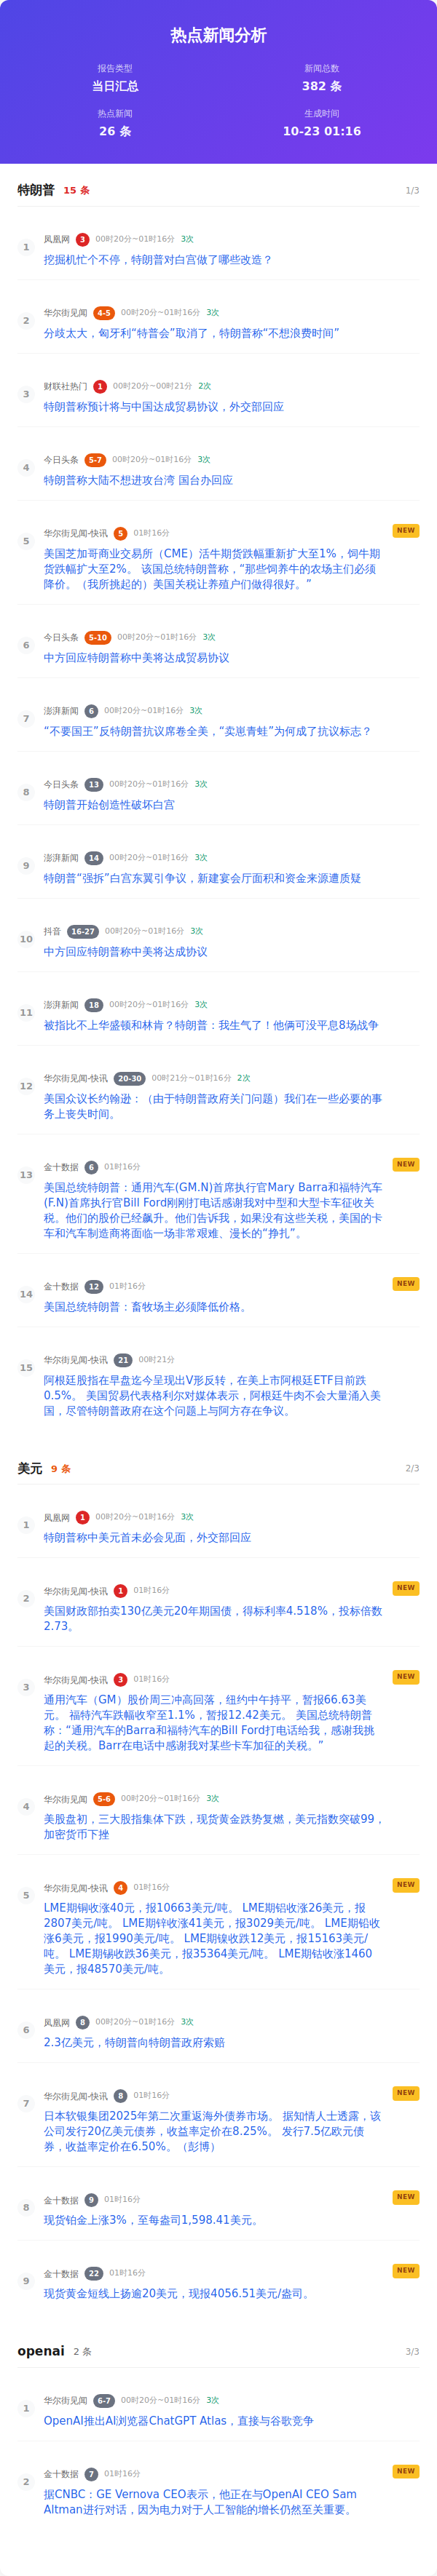 热点新闻分析
报告类型
当日汇总
新闻总数
382 条
热点新闻
26 条
生成时间
10-23 01:16
特朗普 15 条 1/3
1
凤凰网 3 00时20分~01时16分 3次
挖掘机忙个不停，特朗普对白宫做了哪些改造？
2
华尔街见闻 4-5 00时20分~01时16分 3次
分歧太大，匈牙利“特普会”取消了，特朗普称“不想浪费时间”
3
财联社热门 1 00时20分~00时21分 2次
特朗普称预计将与中国达成贸易协议，外交部回应
4
今日头条 5-7 00时20分~01时16分 3次
特朗普称大陆不想进攻台湾 国台办回应
5
华尔街见闻-快讯 5 01时16分 NEW
美国芝加哥商业交易所（CME）活牛期货跌幅重新扩大至1%，饲牛期
货跌幅扩大至2%。 该国总统特朗普称，“那些饲养牛的农场主们必须
降价。（我所挑起的）美国关税让养殖户们做得很好。”
6
今日头条 5-10 00时20分~01时16分 3次
中方回应特朗普称中美将达成贸易协议
7
澎湃新闻 6 00时20分~01时16分 3次
“不要国王”反特朗普抗议席卷全美，“卖崽青蛙”为何成了抗议标志？
8
今日头条 13 00时20分~01时16分 3次
特朗普开始创造性破坏白宫
9
澎湃新闻 14 00时20分~01时16分 3次
特朗普“强拆”白宫东翼引争议，新建宴会厅面积和资金来源遭质疑
10
抖音 16-27 00时20分~01时16分 3次
中方回应特朗普称中美将达成协议
11
澎湃新闻 18 00时20分~01时16分 3次
被指比不上华盛顿和林肯？特朗普：我生气了！他俩可没平息8场战争
12
华尔街见闻-快讯 20-30 00时21分~01时16分 2次
美国众议长约翰逊：（由于特朗普政府关门问题）我们在一些必要的事
务上丧失时间。
13
金十数据 6 01时16分 NEW
美国总统特朗普：通用汽车(GM.N)首席执行官Mary Barra和福特汽车
(F.N)首席执行官Bill Ford刚刚打电话感谢我对中型和大型卡车征收关
税。他们的股价已经飙升。他们告诉我，如果没有这些关税，美国的卡
车和汽车制造商将面临一场非常艰难、漫长的“挣扎”。
14
金十数据 12 01时16分 NEW
美国总统特朗普：畜牧场主必须降低价格。
15
华尔街见闻-快讯 21 00时21分
阿根廷股指在早盘迄今呈现出V形反转，在美上市阿根廷ETF目前跌
0.5%。 美国贸易代表格利尔对媒体表示，阿根廷牛肉不会大量涌入美
国，尽管特朗普政府在这个问题上与阿方存在争议。
美元 9 条 2/3
1
凤凰网 1 00时20分~01时16分 3次
特朗普称中美元首未必会见面，外交部回应
2
华尔街见闻-快讯 1 01时16分 NEW
美国财政部拍卖130亿美元20年期国债，得标利率4.518%，投标倍数
2.73。
3
华尔街见闻-快讯 3 01时16分 NEW
通用汽车（GM）股价周三冲高回落，纽约中午持平，暂报66.63美
元。 福特汽车跌幅收窄至1.1%，暂报12.42美元。 美国总统特朗普
称：“通用汽车的Barra和福特汽车的Bill Ford打电话给我，感谢我挑
起的关税。Barr在电话中感谢我对某些卡车加征的关税。”
4
华尔街见闻 5-6 00时20分~01时16分 3次
美股盘初，三大股指集体下跌，现货黄金跌势复燃，美元指数突破99，
加密货币下挫
5
华尔街见闻-快讯 4 01时16分 NEW
LME期铜收涨40元，报10663美元/吨。 LME期铝收涨26美元，报
2807美元/吨。 LME期锌收涨41美元，报3029美元/吨。 LME期铅收
涨6美元，报1990美元/吨。 LME期镍收跌12美元，报15163美元/
吨。 LME期锡收跌36美元，报35364美元/吨。 LME期钴收涨1460
美元，报48570美元/吨。
6
凤凰网 8 00时20分~01时16分 3次
2.3亿美元，特朗普向特朗普政府索赔
7
华尔街见闻-快讯 8 01时16分 NEW
日本软银集团2025年第二次重返海外债券市场。 据知情人士透露，该
公司发行20亿美元债券，收益率定价在8.25%。 发行7.5亿欧元债
券，收益率定价在6.50%。（彭博）
8
金十数据 9 01时16分 NEW
现货铂金上涨3%，至每盎司1,598.41美元。
9
金十数据 22 01时16分 NEW
现货黄金短线上扬逾20美元，现报4056.51美元/盎司。
openai 2 条 3/3
1
华尔街见闻 6-7 00时20分~01时16分 3次
OpenAI推出AI浏览器ChatGPT Atlas，直接与谷歌竞争
2
金十数据 7 01时16分 NEW
据CNBC：GE Vernova CEO表示，他正在与OpenAI CEO Sam
Altman进行对话，因为电力对于人工智能的增长仍然至关重要。